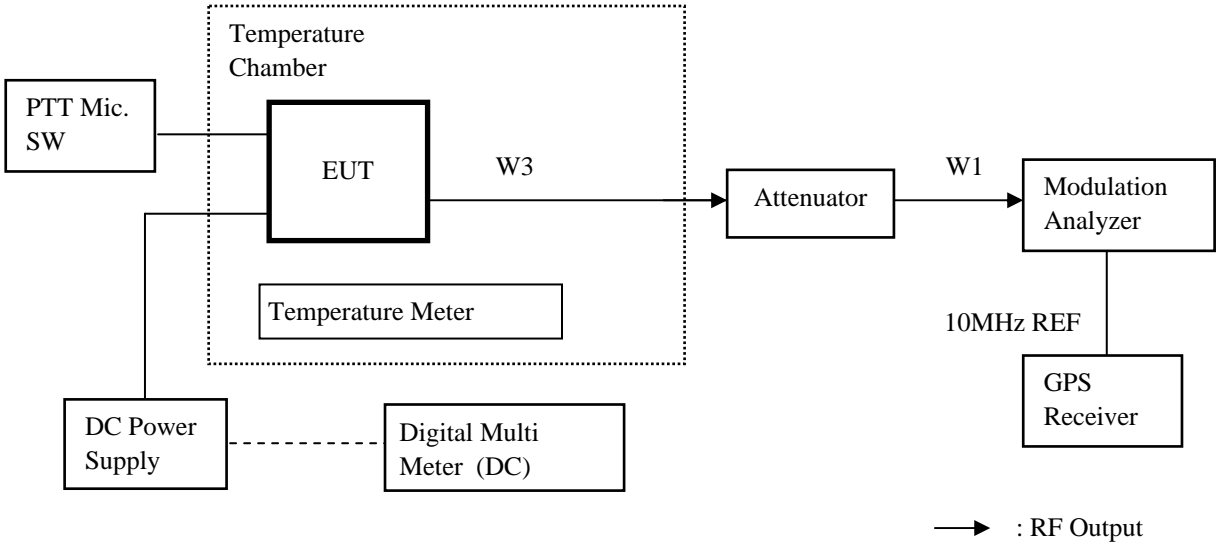 Temperature
Chamber
PTT Mic.
SW
EUT
W3
Attenuator
W1
Modulation
Analyzer
Temperature Meter
10MHz REF
GPS
Receiver
DC Power
Supply
Digital Multi
Meter (DC)
: RF Output